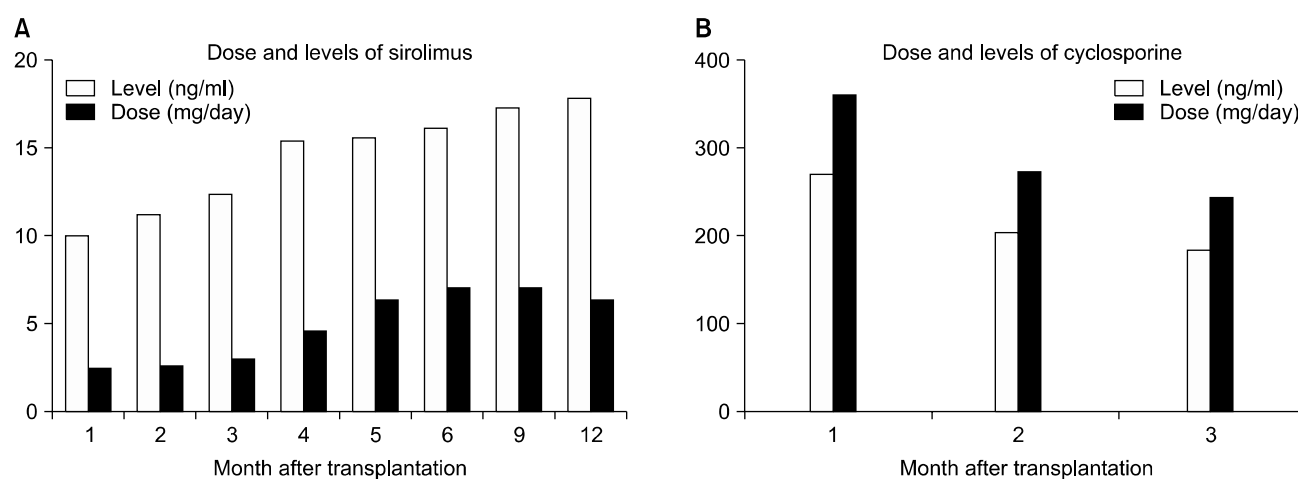 A
Dose and levels of sirolimus
20
15
10
5
0
Level (ng/ml)
Dose (mg/day)
1 2 3 4 5 6 9 12
Month after transplantation
B
Dose and levels of cyclosporine
400
300
200
100
0
Level (ng/ml)
Dose (mg/day)
1 2 3
Month after transplantation